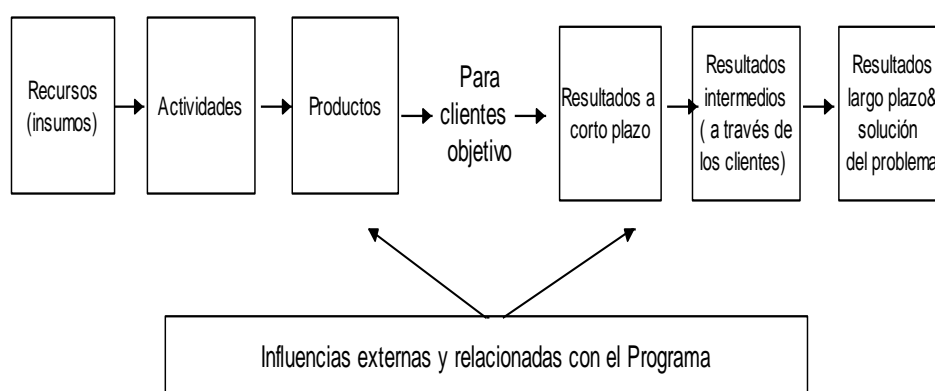 Recursos
(insumos)
Actividades
Productos
Para
clientes
objetivo
Resultados a
corto plazo
Resultados
intermedios
( a través de
los clientes)
Resultados
largo plazo&
solución
del problema
Influencias externas y relacionadas con el Programa